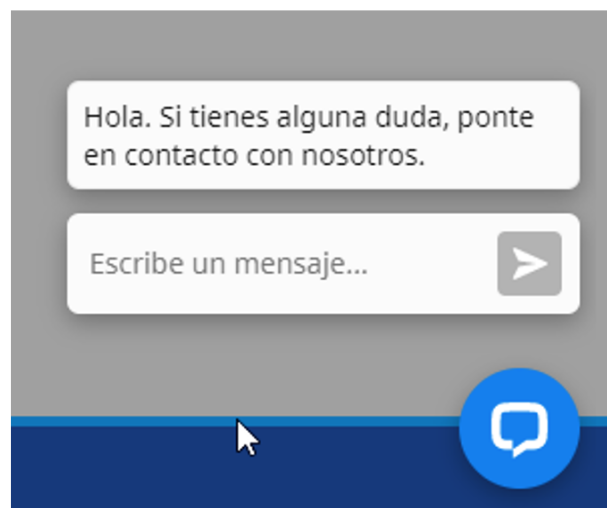 Hola. Si tienes alguna duda, ponte
en contacto con nosotros.
Escribe un mensaje...